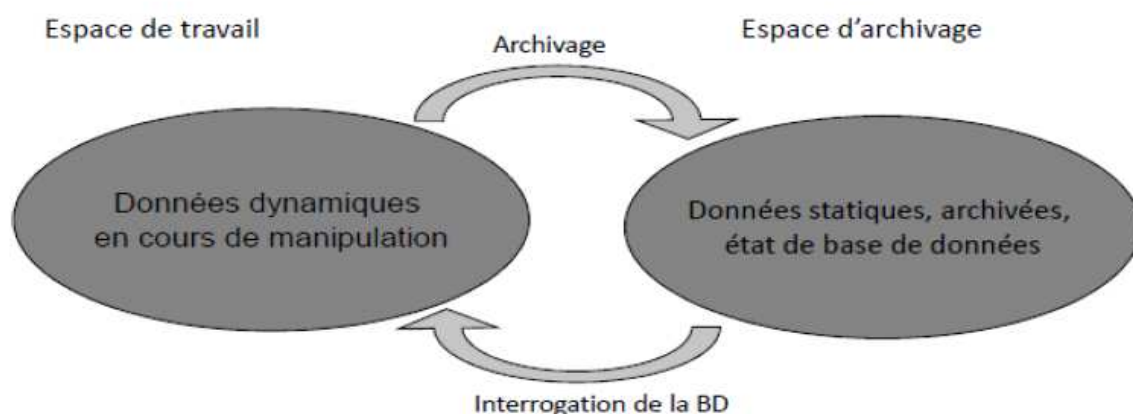 Espace de travail
Espace d'archivage
Archivage
Données dynamiques
en cours de manipulation
Données statiques, archivées,
état de base de données
Interrogation de la BD